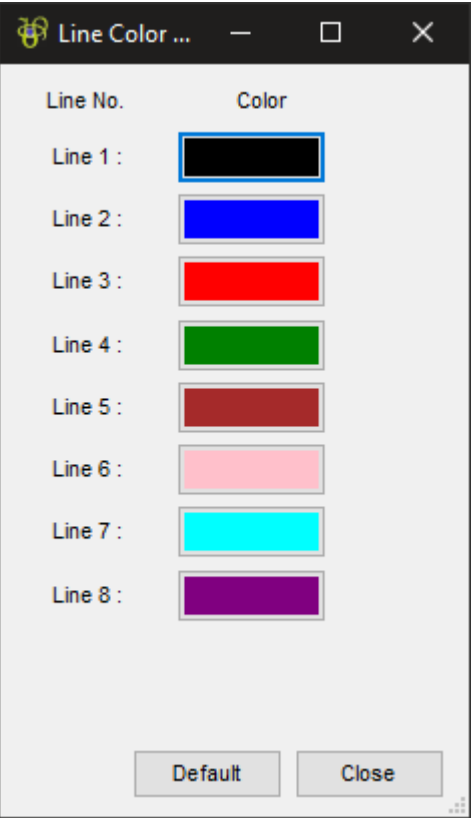 Line Color ...
Line No. Color
Line 1 :
Line 2 :
Line 3 :
Line 4 :
Line 5 :
Line 6 :
Line 7 :
Line 8 :
Default Close